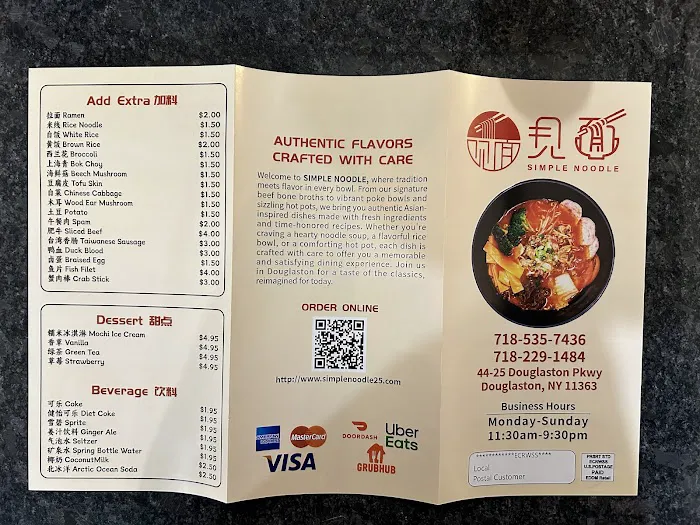 Add Extra 加料
拉面 Ramen $2.00
米线 Rice Noodle $1.50
白饭 White Rice $1.50
黄饭 Brown Rice $2.00
西兰花 Broccoli $1.50
上海青 Bok Choy $1.50
海鲜菇 Beech Mushroom $1.50
豆腐皮 Tofu Skin $1.50
白菜 Chinese Cabbage $1.50
木耳 Wood Ear Mushroom $1.50
土豆 Potato $1.50
午餐肉 Spam $2.00
肥牛 Sliced Beef $4.00
台湾香肠 Taiwanese Sausage $3.00
鸭血 Duck Blood $3.00
卤蛋 Braised Egg $1.50
鱼片 Fish Filet $4.00
蟹肉棒 Crab Stick $3.00
Dessert 甜点
糯米冰淇淋 Mochi Ice Cream $4.95
香草 Vanilla $4.95
绿茶 Green Tea $4.95
草莓 Strawberry $4.95
Beverage 饮料
可乐 Coke $1.95
健怡可乐 Diet Coke $1.95
雪碧 Sprite $1.95
姜汁饮料 Ginger Ale $1.95
气泡水 Seltzer $1.95
矿泉水 Spring Bottle Water $1.95
椰奶 CoconutMilk $2.50
北冰洋 Arctic Ocean Soda $2.50
AUTHENTIC FLAVORS
CRAFTED WITH CARE
Welcome to SIMPLE NOODLE, where tradition
meets flavor in every bowl. From our signature
beef bone broths to vibrant poke bowls and
sizzling hot pots, we bring you authentic Asian-
inspired dishes made with fresh ingredients
and time-honored recipes. Whether you're
craving a hearty noodle soup, a flavorful rice
bowl, or a comforting hot pot, each dish is
crafted with care to offer you a memorable
and satisfying dining experience. Join us
in Douglaston for a taste of the classics,
reimagined for today.
ORDER ONLINE
http://www.simplenoodle25.com
AMERICAN EXPRESS
MasterCard
DOORDASH
Uber
Eats
VISA
GRUBHUB
见面
SIMPLE NOODLE
718-535-7436
718-229-1484
44-25 Douglaston Pkwy
Douglaston, NY 11363
Business Hours
Monday-Sunday
11:30am-9:30pm
************ECRWSS****
Local
Postal Customer
PRSRT STD
ECRWSS
U.S.POSTAGE
PAID
EDDM Retail